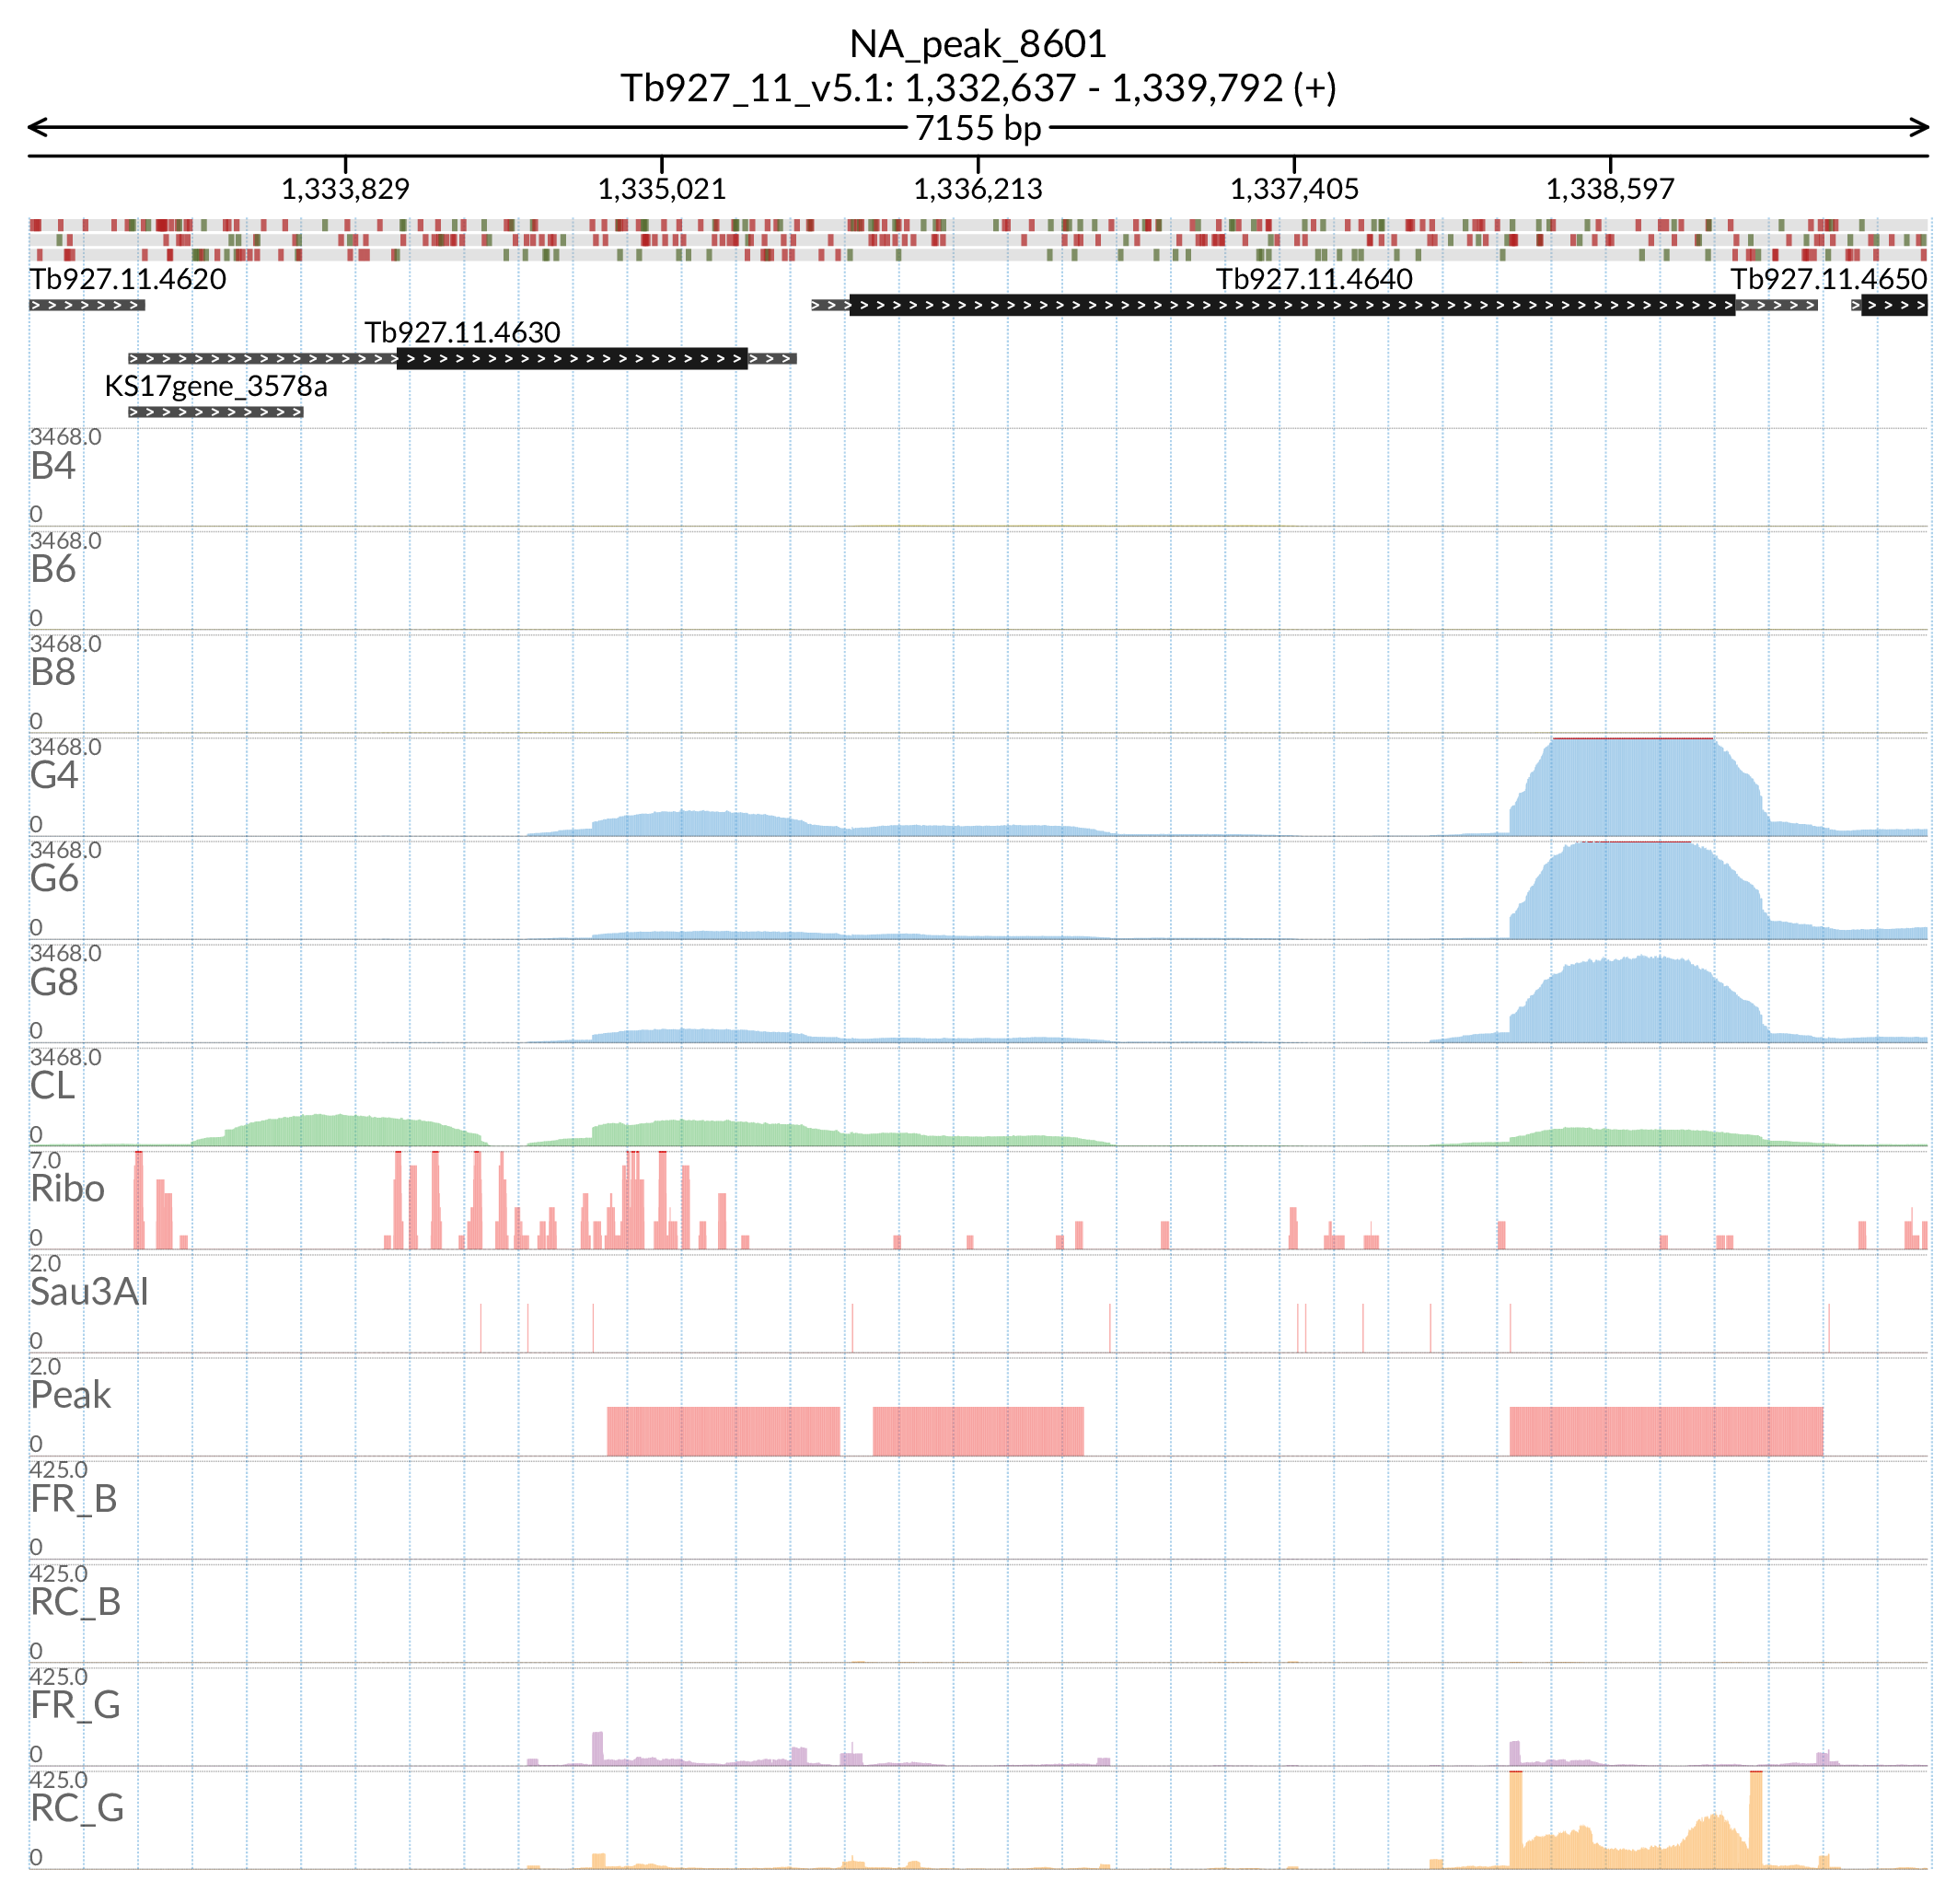 NA_peak_8601
Tb927_11_v5.1: 1,332,637 - 1,339,792 (+)
7155 bp
1,333,829 1,335,021 1,336,213 1,337,405 1,338,597
Tb927.11.4620 Tb927.11.4640 Tb927.11.4650
Tb927.11.4630
KS17gene_3578a
3468.0
B4
0
3468.0
B6
0
3468.0
B8
0
3468.0
G4
0
3468.0
G6
0
3468.0
G8
0
3468.0
CL
0
7.0
Ribo
0
2.0
Sau3AI
0
2.0
Peak
0
425.0
FR_B
0
425.0
RC_B
0
425.0
FR_G
0
425.0
RC_G
0